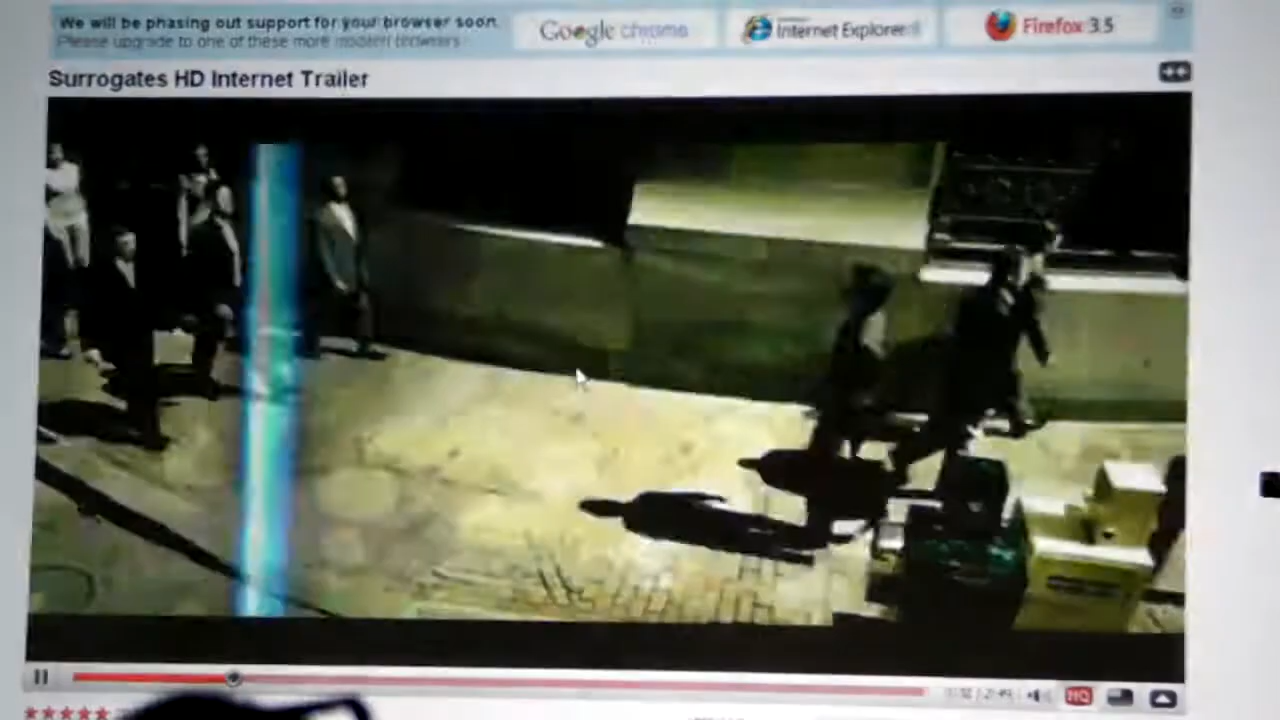 We will be phasing out support for your browser soon.
Please upgrade to one of these more modern browsers.
Google chrome
Internet Explorer 8
Firefox 3.5
Surrogates HD Internet Trailer
HQ